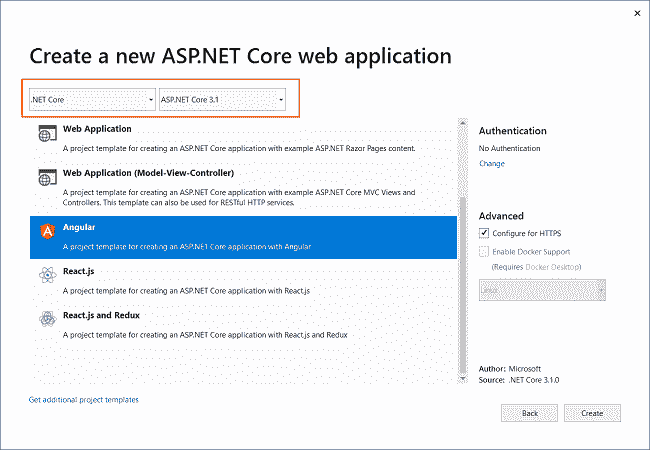 Create a new ASP.NET Core web application
.NET Core
ASP.NET Core 3.1
Web Application
A project template for creating an ASP.NET Core application with example ASP.NET Razor Pages content.
Web Application (Model-View-Controller)
A project template for creating an ASP.NET Core application with example ASP.NET Core MVC Views and
Controllers. This template can also be used for RESTful HTTP services.
Angular
A project template for creating an ASP.NET Core application with Angular
React.js
A project template for creating an ASP.NET Core application with React.js
React.js and Redux
A project template for creating an ASP.NET Core application with React.js and Redux
Get additional project templates
Authentication
No Authentication
Change
Advanced
Configure for HTTPS
Enable Docker Support
(Requires Docker Desktop)
Linux
Author: Microsoft
Source: .NET Core 3.1.0
Back
Create